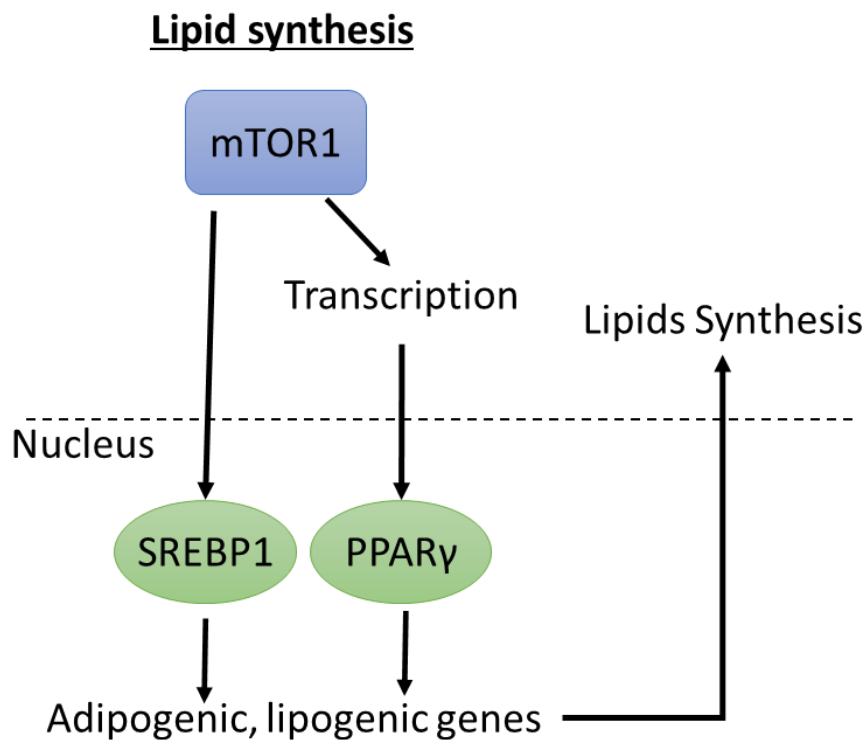 Lipid synthesis
mTOR1
Transcription
Lipids Synthesis
Nucleus
SREBP1
PPARγ
Adipogenic, lipogenic genes